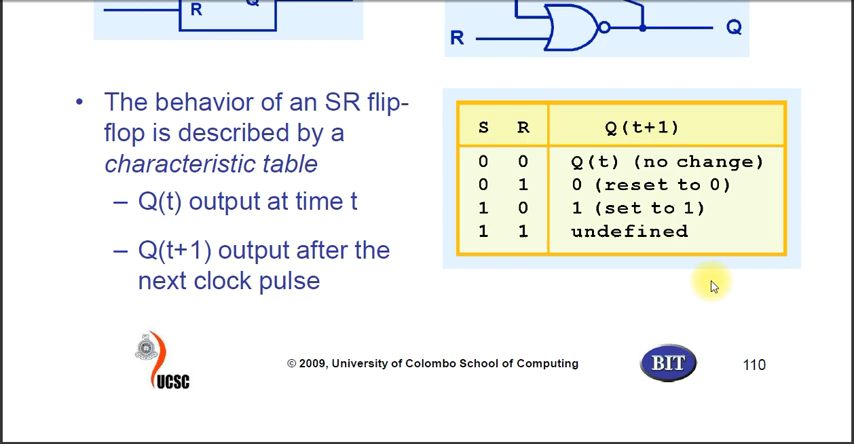 R
Q
R
Q
• The behavior of an SR flip-
flop is described by a
characteristic table
– Q(t) output at time t
– Q(t+1) output after the
next clock pulse
S R Q(t+1)
0 0 Q(t) (no change)
0 1 0 (reset to 0)
1 0 1 (set to 1)
1 1 undefined
UCSC
© 2009, University of Colombo School of Computing
BIT
110